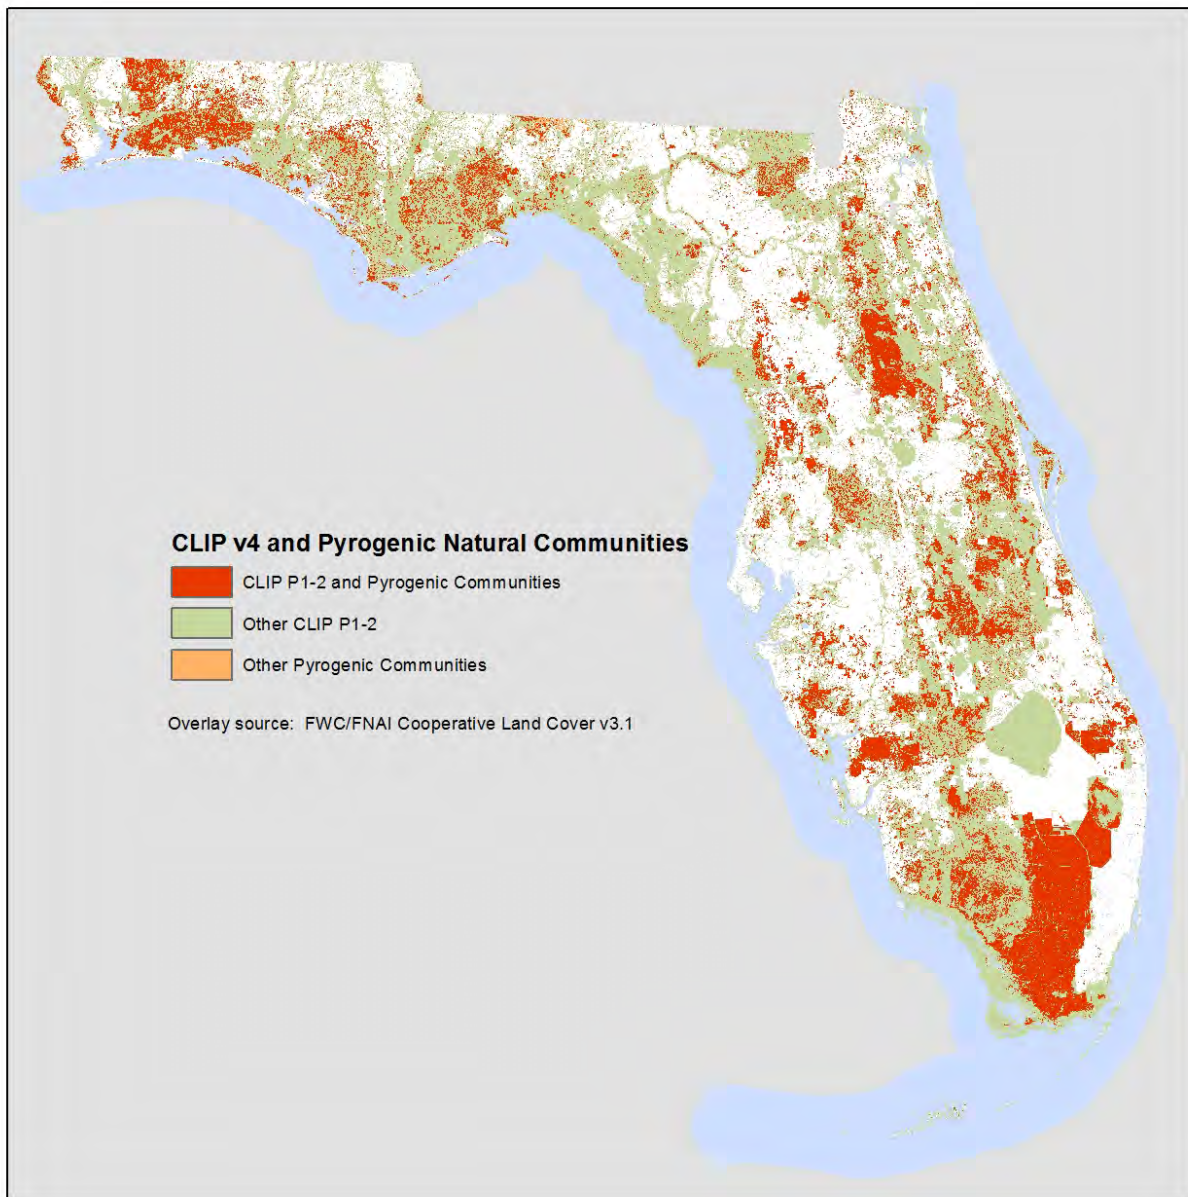 CLIP v4 and Pyrogenic Natural Communities
CLIP P1-2 and Pyrogenic Communities
Other CLIP P1-2
Other Pyrogenic Communities
Overlay source: FWC/FNAI Cooperative Land Cover v3.1